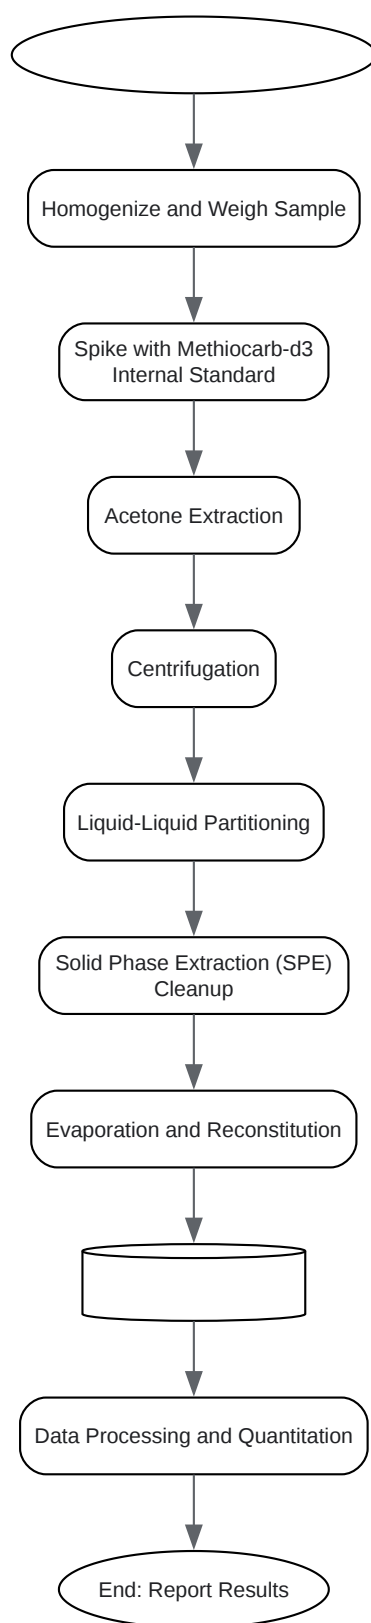 Homogenize and Weigh Sample
Spike with Methiocarb-d3
Internal Standard
Acetone Extraction
Centrifugation
Liquid-Liquid Partitioning
Solid Phase Extraction (SPE)
Cleanup
Evaporation and Reconstitution
Data Processing and Quantitation
End: Report Results